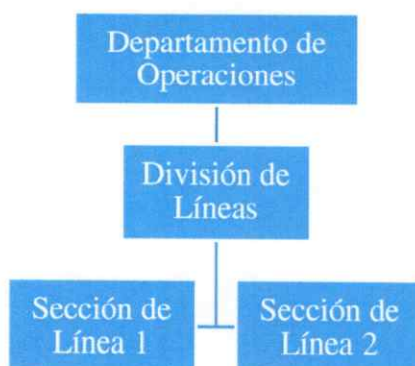 Departamento de
Operaciones
División de
Líneas
Sección de
Línea 1
Sección de
Línea 2